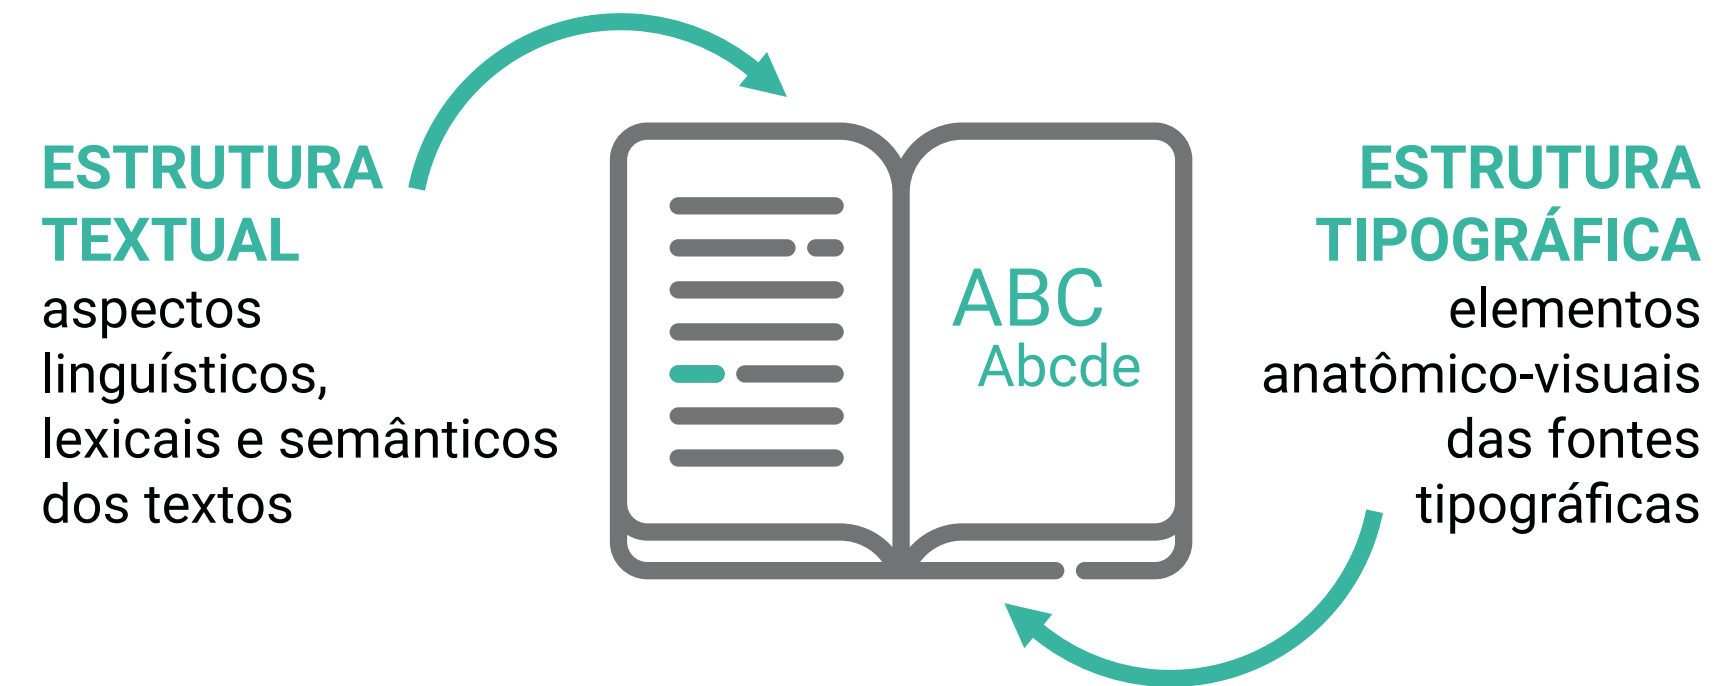 ESTRUTURA
TEXTUAL
aspectos
linguísticos,
lexicais e semânticos
dos textos
ABC
Abcde
ESTRUTURA
TIPOGRÁFICA
elementos
anatômico-visuais
das fontes
tipográficas